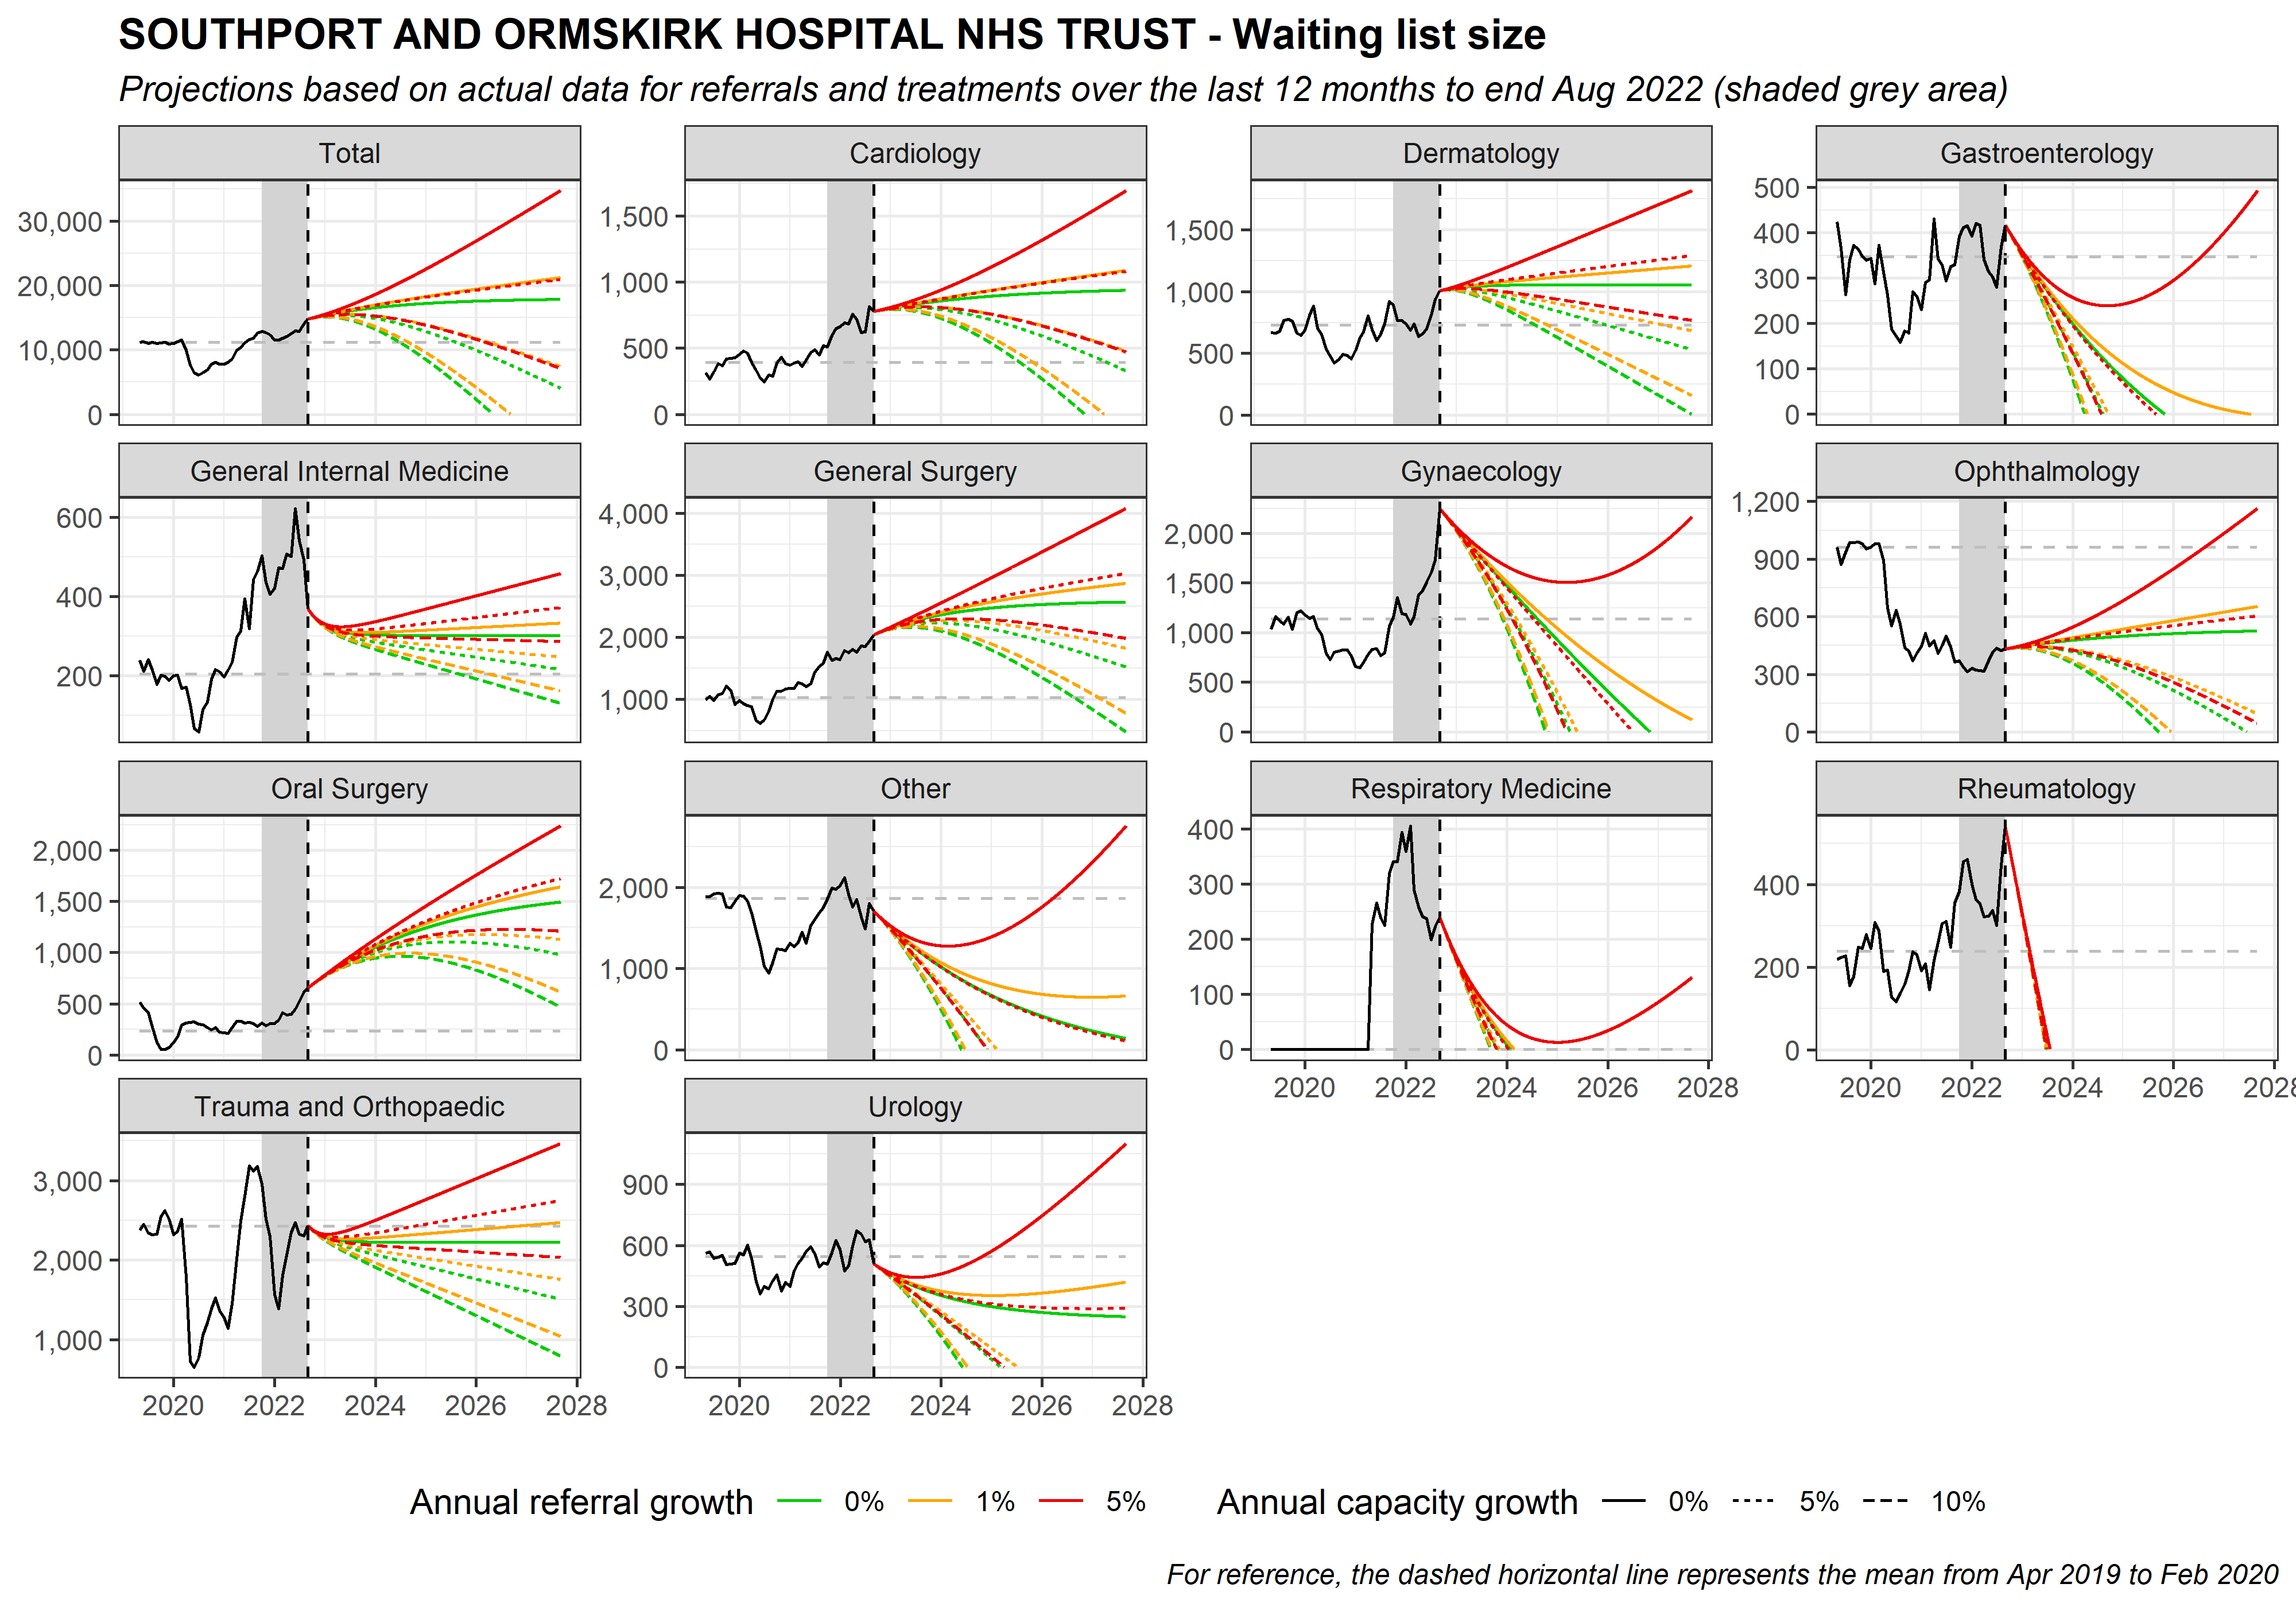 SOUTHPORT AND ORMSKIRK HOSPITAL NHS TRUST - Waiting list size
Projections based on actual data for referrals and treatments over the last 12 months to end Aug 2022 (shaded grey area)
Total
30,000
20,000
10,000
0
Cardiology
1,500
1,000
500
0
Dermatology
1,500
1,000
500
0
Gastroenterology
500
400
300
200
100
0
General Internal Medicine
600
400
200
General Surgery
4,000
3,000
2,000
1,000
Gynaecology
2,000
1,500
1,000
500
0
Ophthalmology
1,200
900
600
300
0
Oral Surgery
2,000
1,500
1,000
500
0
Other
2,000
1,000
0
Respiratory Medicine
400
300
200
100
0
2020 2022 2024 2026 2028
Rheumatology
400
200
0
2020 2022 2024 2026 2028
Trauma and Orthopaedic
3,000
2,000
1,000
2020 2022 2024 2026 2028
Urology
900
600
300
0
2020 2022 2024 2026 2028
Annual referral growth 0% 1% 5%
Annual capacity growth 0% 5% 10%
For reference, the dashed horizontal line represents the mean from Apr 2019 to Feb 2020